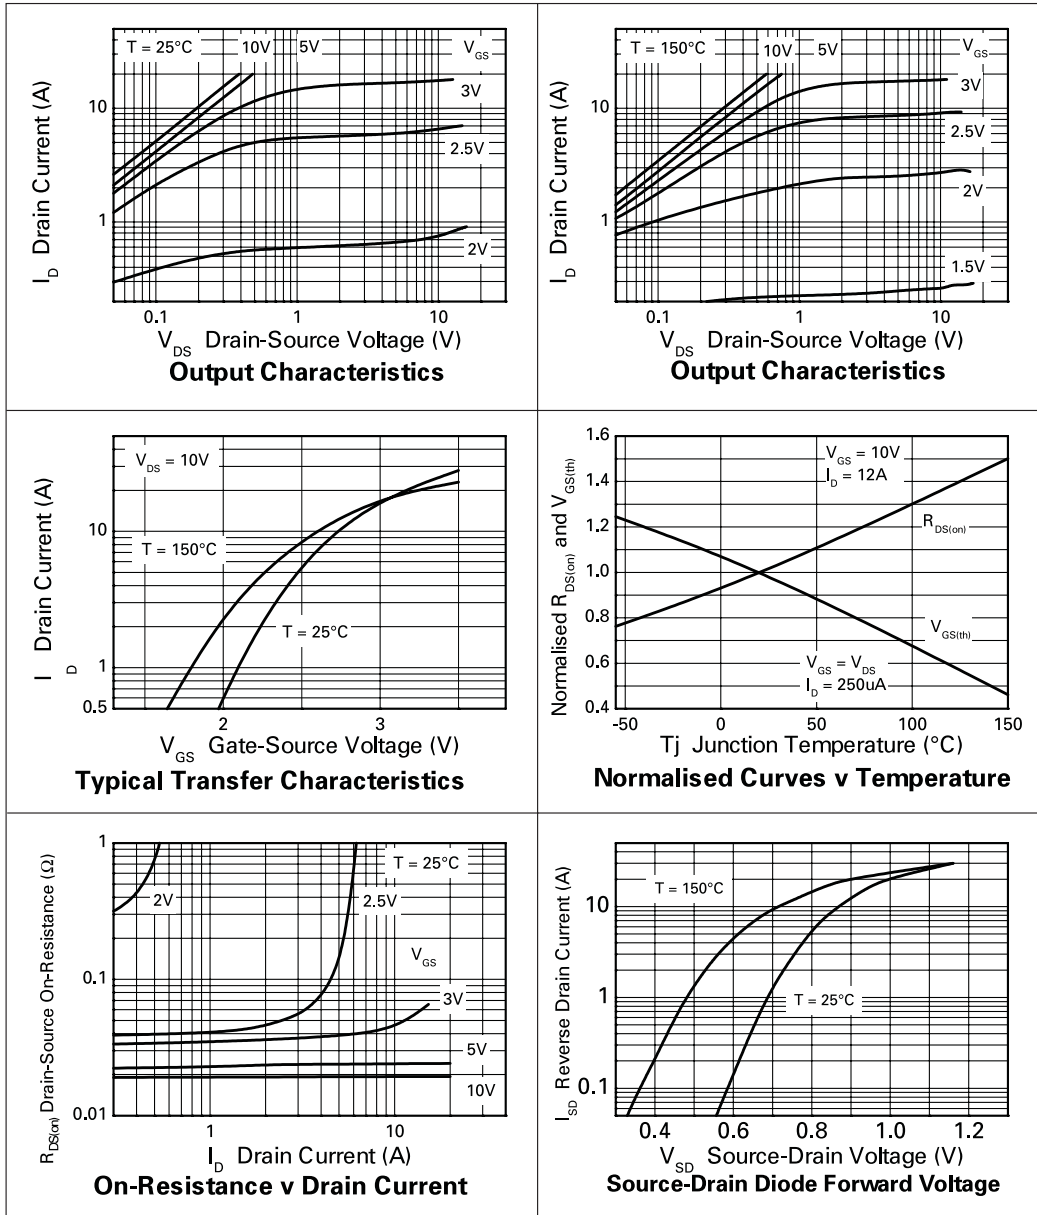 T = 25°C 10V 5V V_GS
3V
2.5V
2V
10
1
0.1 1 10
I_D Drain Current (A)
V_DS Drain-Source Voltage (V)
Output Characteristics
T = 150°C 10V 5V V_GS
3V
2.5V
2V
1.5V
10
1
0.1 1 10
I_D Drain Current (A)
V_DS Drain-Source Voltage (V)
Output Characteristics
V_DS = 10V
T = 150°C
T = 25°C
10
1
0.5
2 3
I_D Drain Current (A)
V_GS Gate-Source Voltage (V)
Typical Transfer Characteristics
V_GS = 10V
I_D = 12A
R_DS(on)
V_GS(th)
V_GS = V_DS
I_D = 250uA
1.6
1.4
1.2
1.0
0.8
0.6
0.4
-50 0 50 100 150
Normalised R_DS(on) and V_GS(th)
Tj Junction Temperature (°C)
Normalised Curves v Temperature
T = 25°C
2V 2.5V
V_GS
3V
5V
10V
1
0.1
0.01
1 10
R_DS(on) Drain-Source On-Resistance (Ω)
I_D Drain Current (A)
On-Resistance v Drain Current
T = 150°C
T = 25°C
10
1
0.1
0.4 0.6 0.8 1.0 1.2
I_SD Reverse Drain Current (A)
V_SD Source-Drain Voltage (V)
Source-Drain Diode Forward Voltage